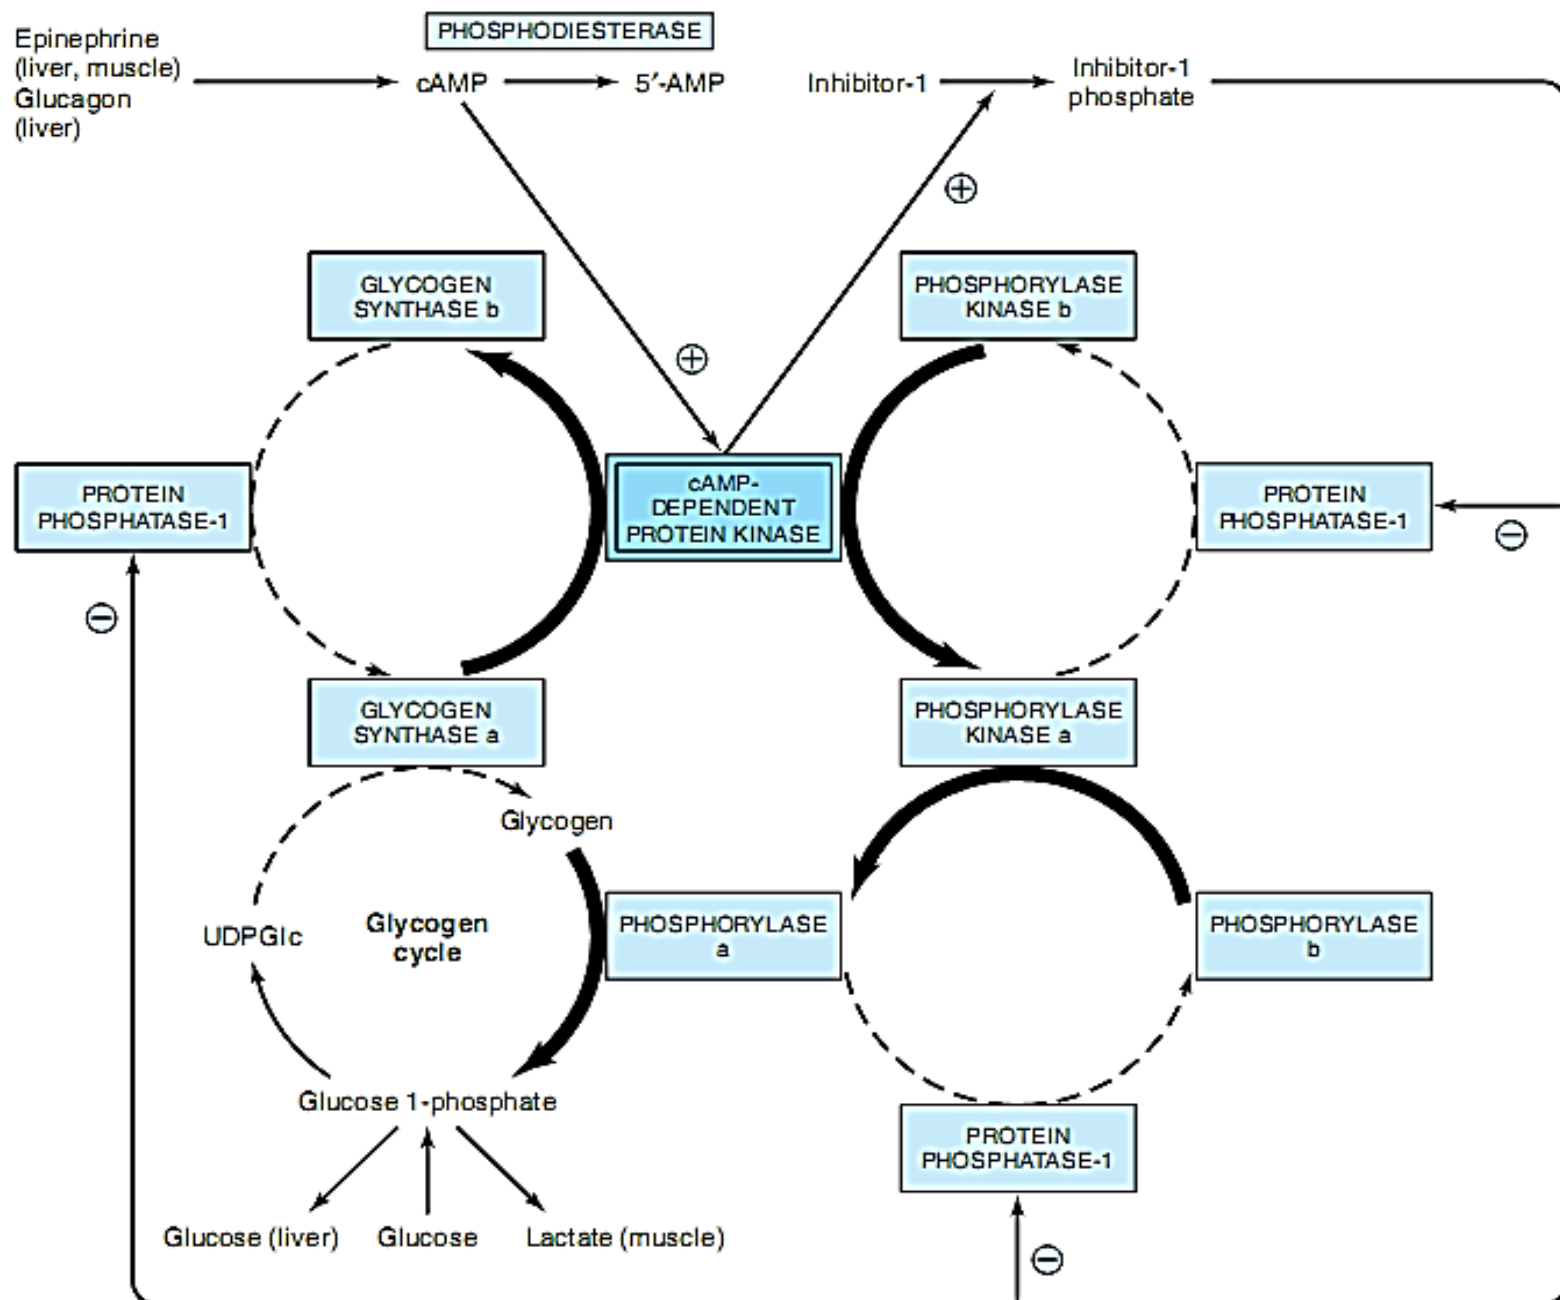 Epinephrine
(liver, muscle)
Glucagon
(liver)
PHOSPHODIESTERASE
cAMP
5′-AMP
Inhibitor-1
Inhibitor-1
phosphate
+
+
GLYCOGEN
SYNTHASE b
PHOSPHORYLASE
KINASE b
PROTEIN
PHOSPHATASE-1
cAMP-
DEPENDENT
PROTEIN KINASE
PROTEIN
PHOSPHATASE-1
−
−
GLYCOGEN
SYNTHASE a
PHOSPHORYLASE
KINASE a
Glycogen
UDPGlc
Glycogen
cycle
PHOSPHORYLASE
a
PHOSPHORYLASE
b
Glucose 1-phosphate
PROTEIN
PHOSPHATASE-1
Glucose (liver)
Glucose
Lactate (muscle)
−